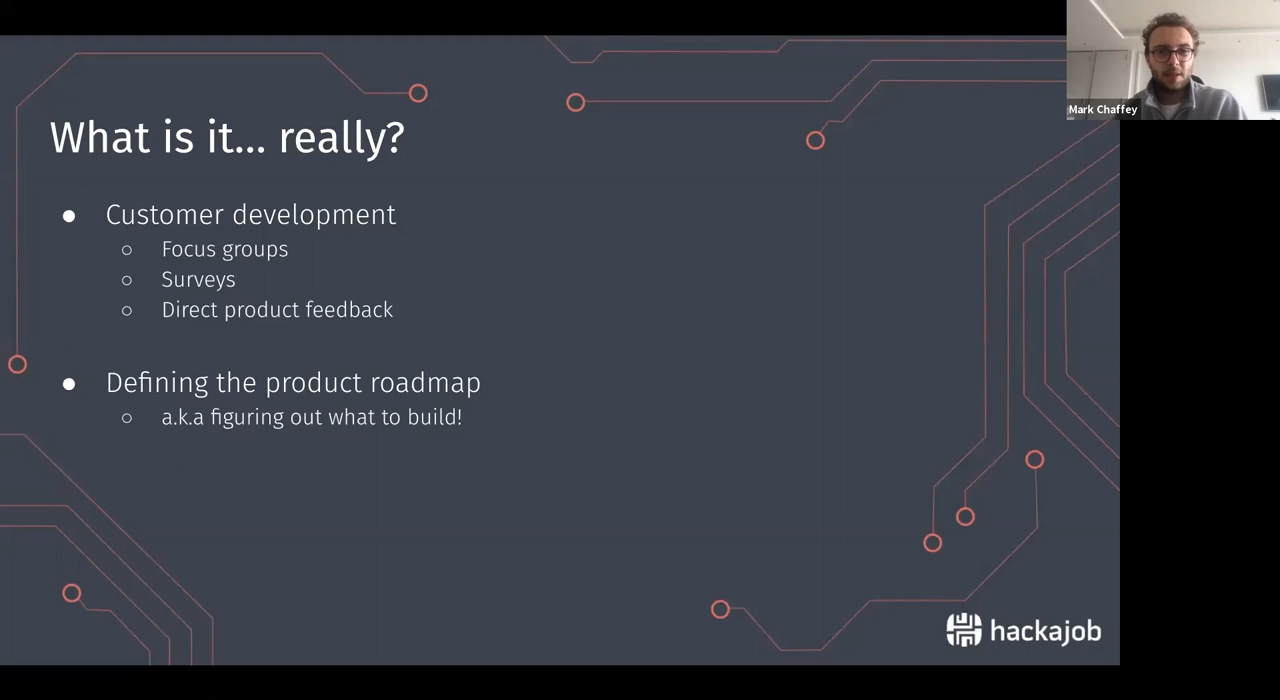 What is it... really?
● Customer development
○ Focus groups
○ Surveys
○ Direct product feedback
● Defining the product roadmap
○ a.k.a figuring out what to build!
hackajob
Mark Chaffey